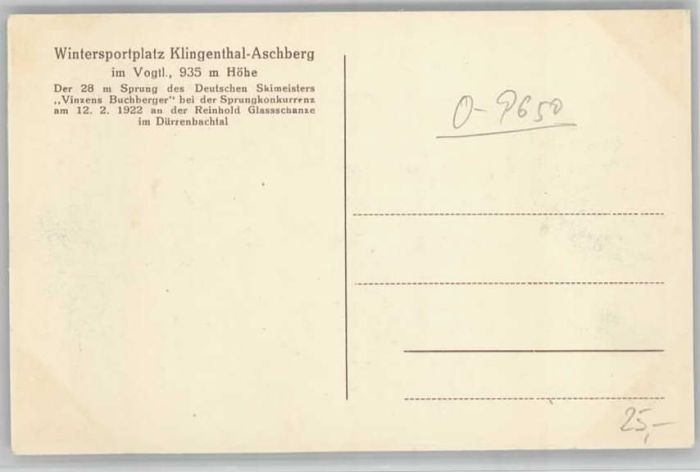 Wintersportplatz Klingenthal-Aschberg
im Vogtl., 935 m Höhe
Der 28 m Sprung des Deutschen Skimeisters
„Vinzens Buchberger" bei der Sprungkonkurrenz
am 12. 2. 1922 an der Reinhold Glassschanze
im Dürrenbachtal
O-9650
25,-